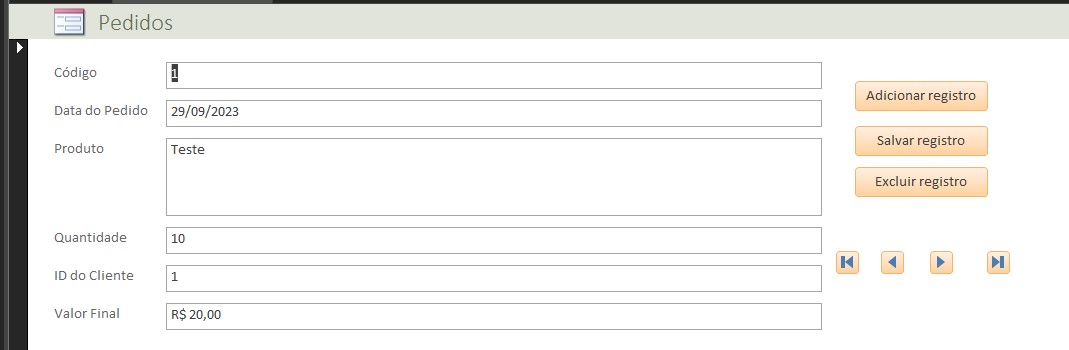 Pedidos
Código 1
Adicionar registro
Data do Pedido 29/09/2023
Salvar registro
Produto Teste
Excluir registro
Quantidade 10
ID do Cliente 1
Valor Final R$ 20,00